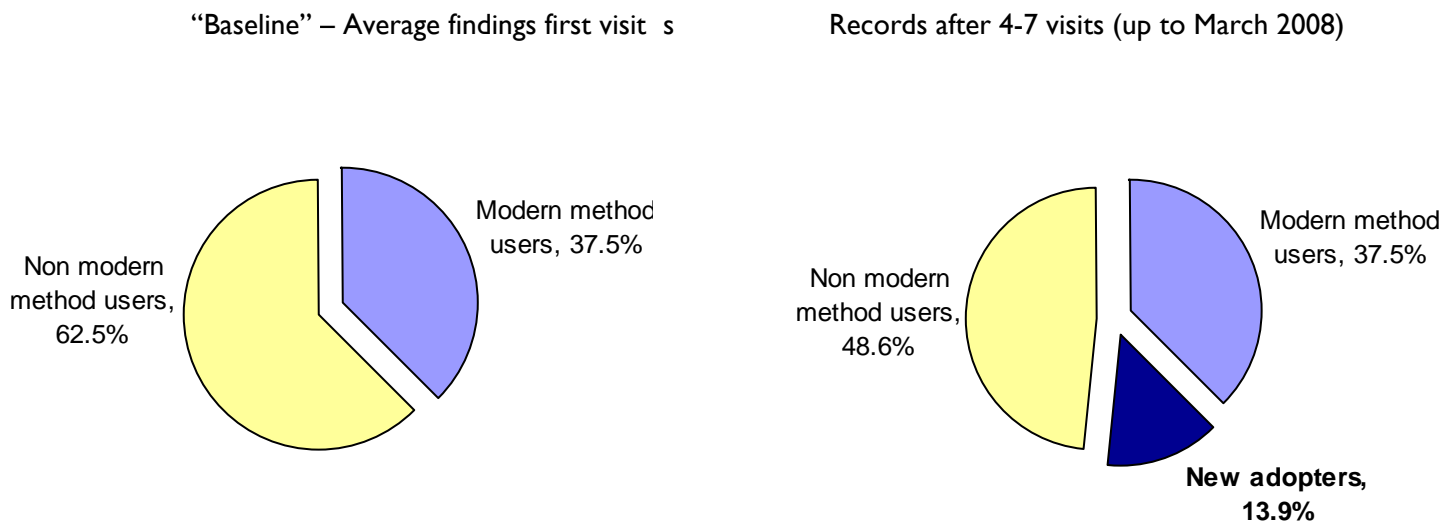 “Baseline” – Average findings first visit s
Records after 4-7 visits (up to March 2008)
Modern method
users, 37.5%
Non modern
method users,
62.5%
Modern method
users, 37.5%
Non modern
method users,
48.6%
New adopters,
13.9%